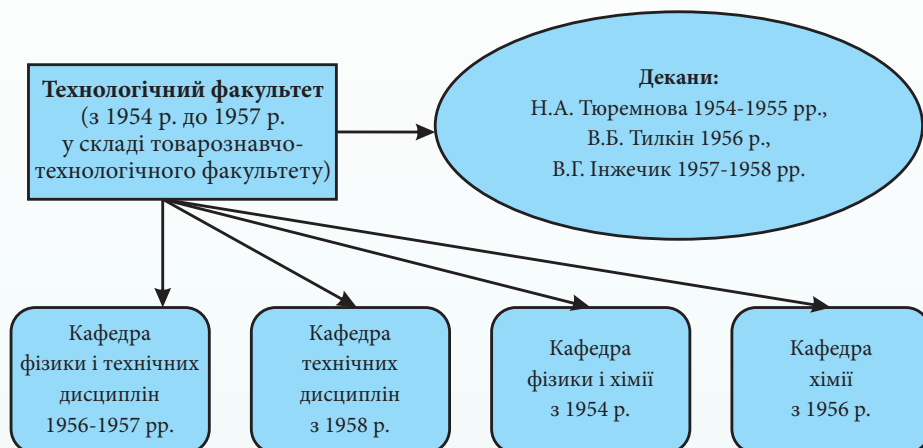 Технологічний факультет
(з 1954 р. до 1957 р.
у складі товарознавчо-
технологічного факультету)
Декани:
Н.А. Тюремнова 1954-1955 рр.,
В.Б. Тилкін 1956 р.,
В.Г. Інжечик 1957-1958 рр.
Кафедра
фізики і технічних
дисциплін
1956-1957 рр.
Кафедра
технічних
дисциплін
з 1958 р.
Кафедра
фізики і хімії
з 1954 р.
Кафедра
хімії
з 1956 р.